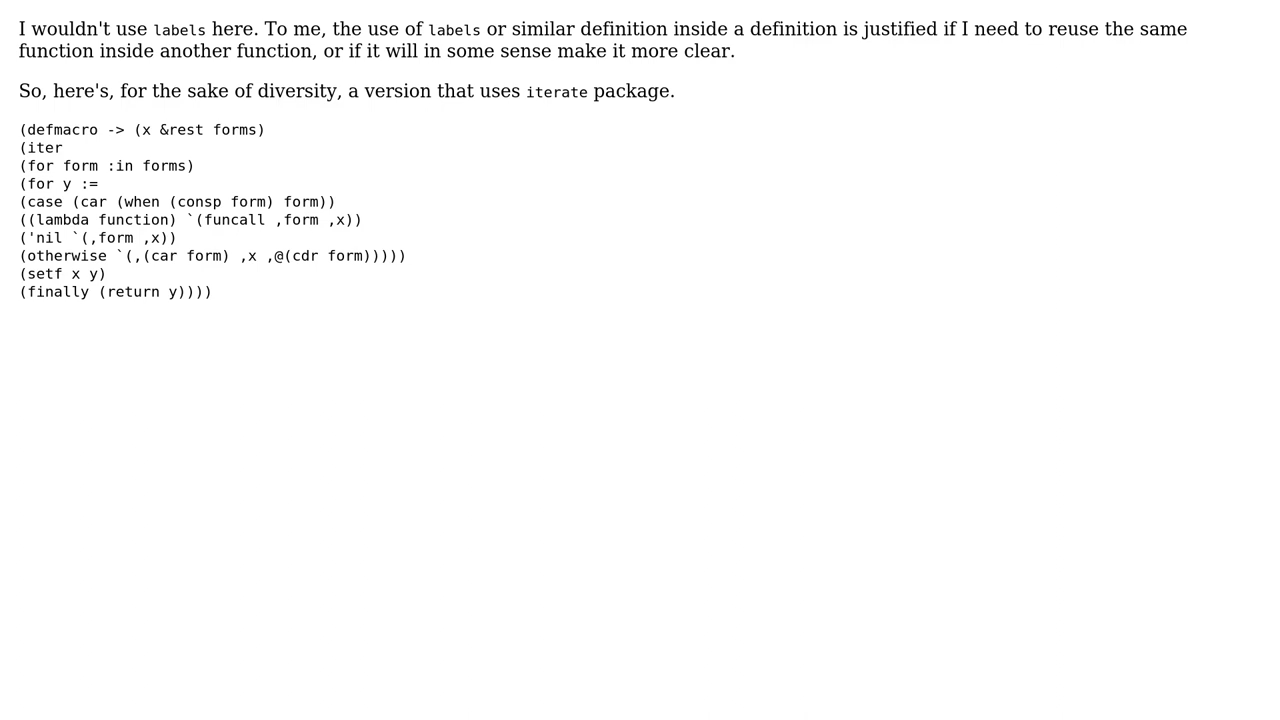 I wouldn't use labels here. To me, the use of labels or similar definition inside a definition is justified if I need to reuse the same
function inside another function, or if it will in some sense make it more clear.
So, here's, for the sake of diversity, a version that uses iterate package.
(defmacro -> (x &rest forms)
(iter
(for form :in forms)
(for y :=
(case (car (when (consp form) form))
((lambda function) `(funcall ,form ,x))
('nil `(,form ,x))
(otherwise `(,(car form) ,x ,@(cdr form)))))
(setf x y)
(finally (return y))))